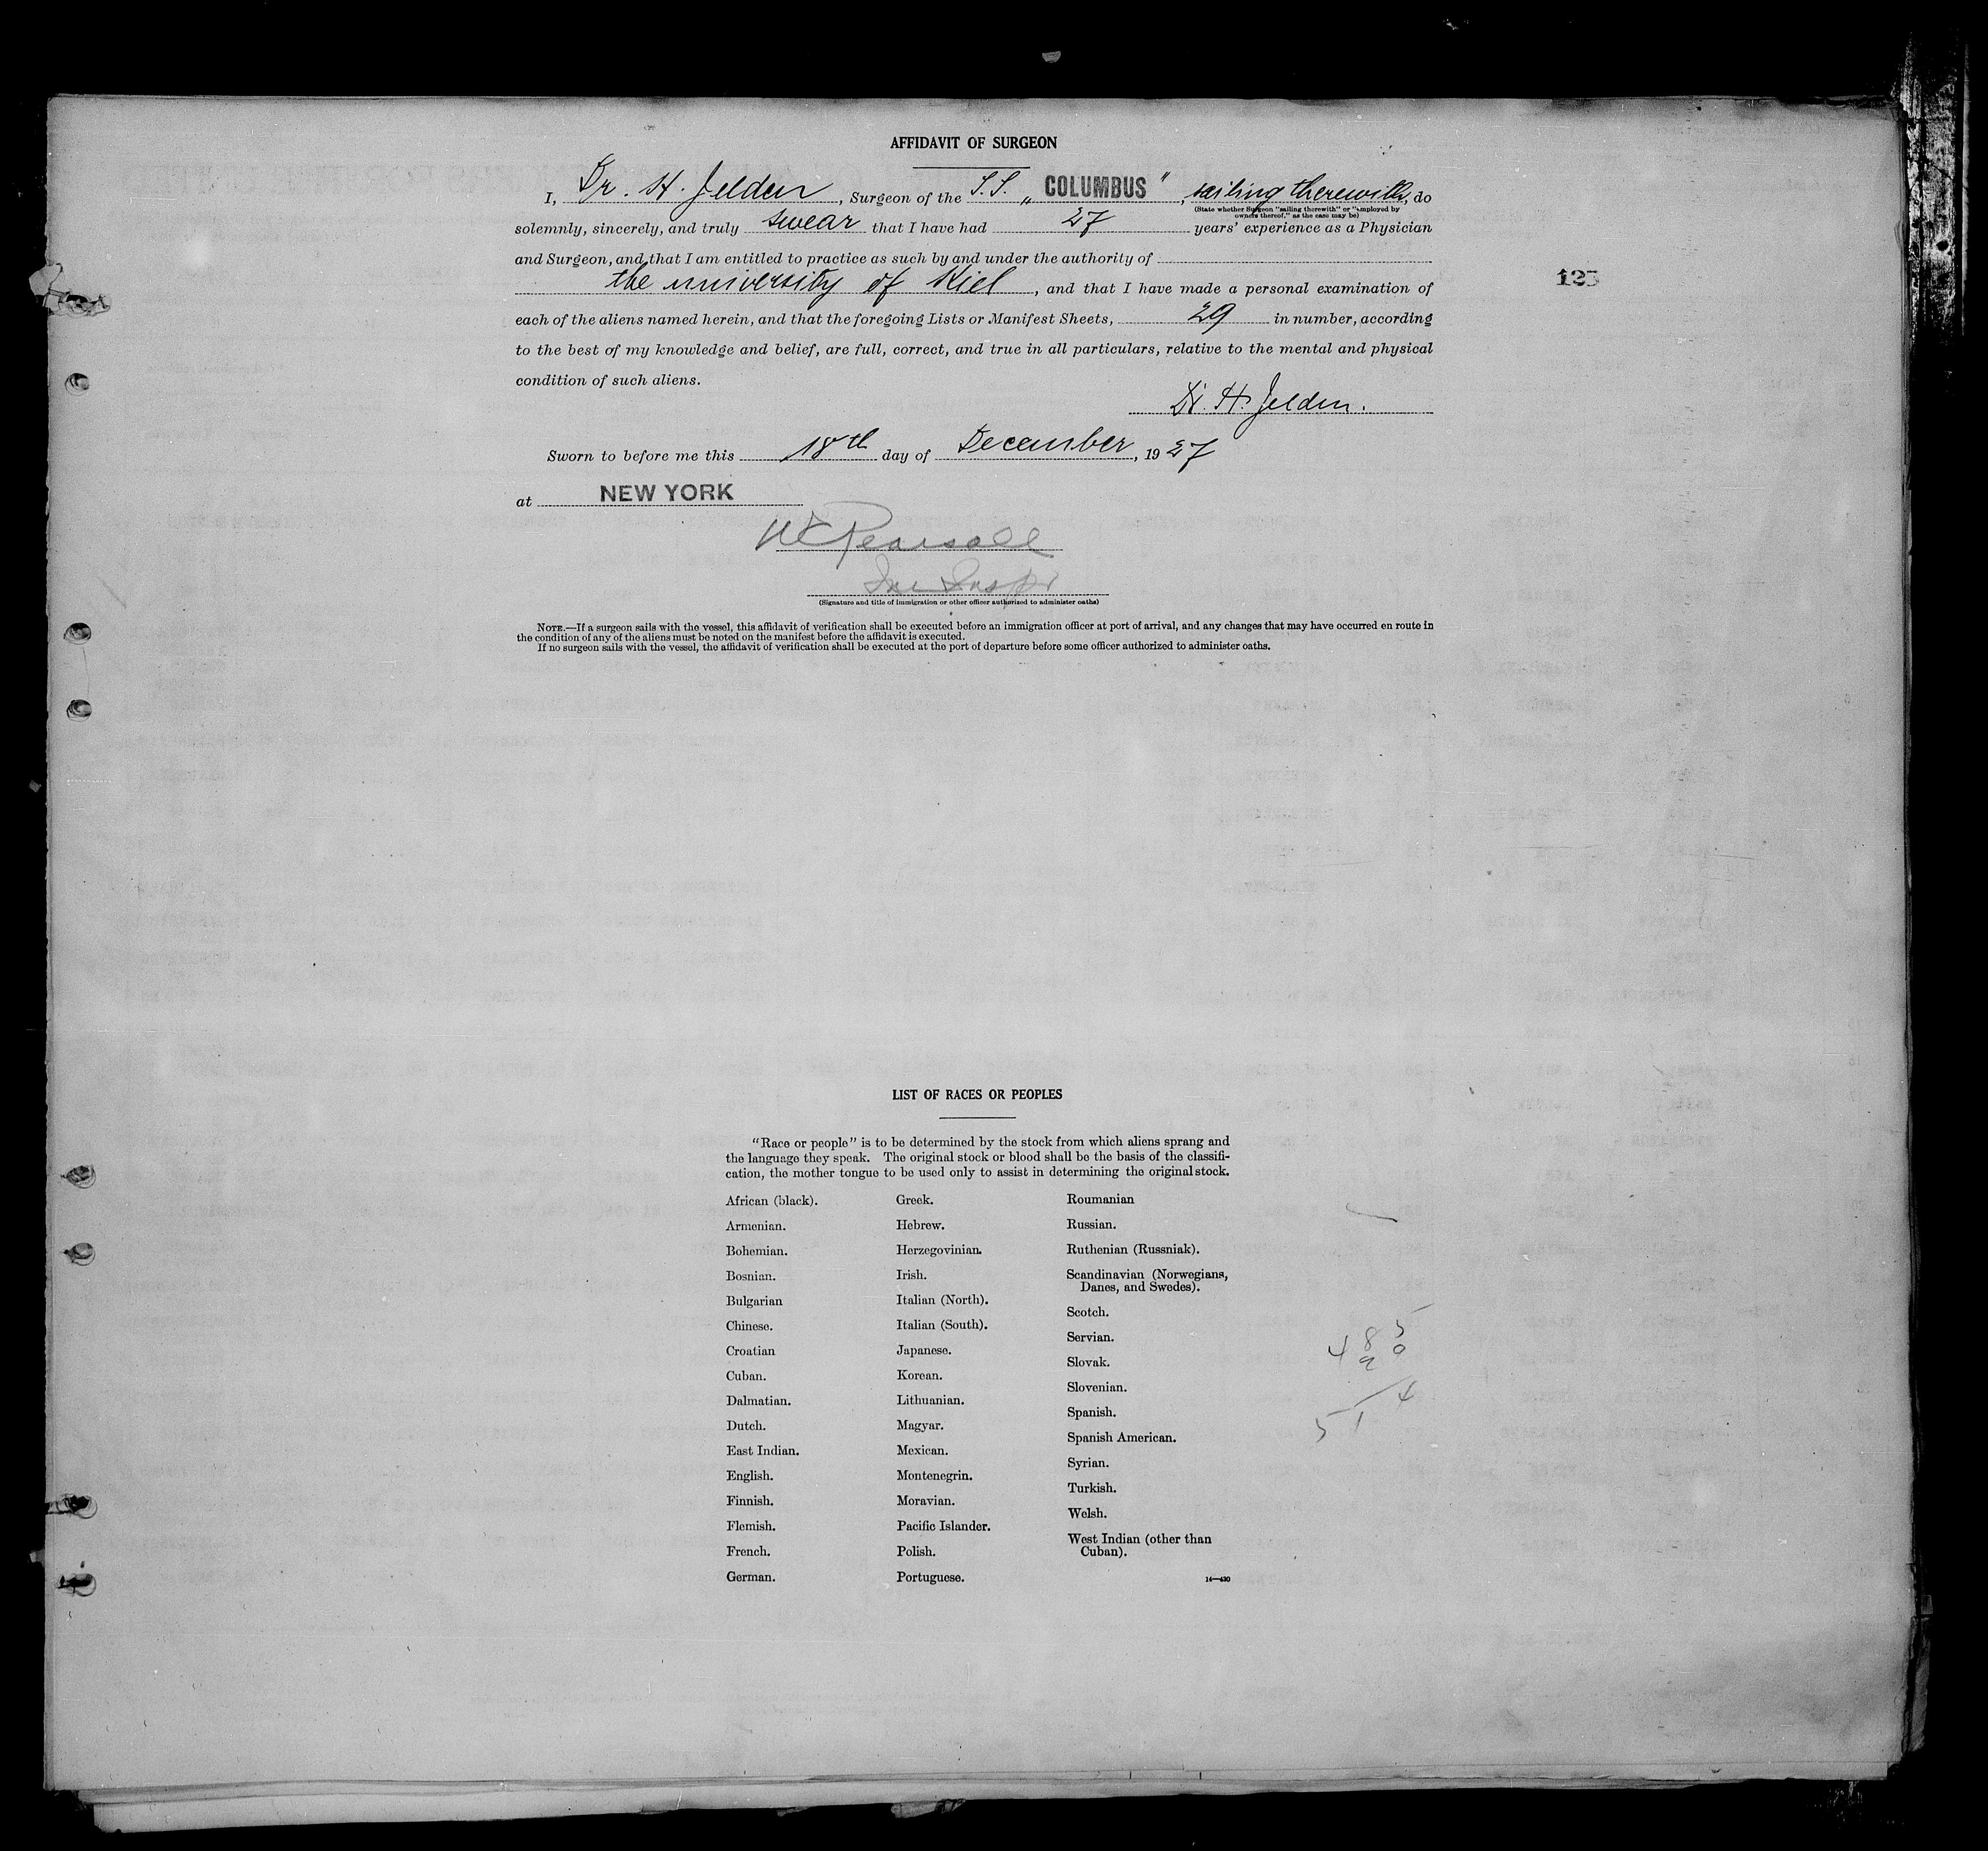 AFFIDAVIT OF SURGEON
I, Dr. H. Jelden, Surgeon of the S.S. „COLUMBUS", sailing therewith, do
(State whether Surgeon "sailing therewith" or "employed by
owners thereof," as the case may be)
solemnly, sincerely, and truly swear that I have had 27 years' experience as a Physician
and Surgeon, and that I am entitled to practice as such by and under the authority of
the university of Kiel, and that I have made a personal examination of
123
each of the aliens named herein, and that the foregoing Lists or Manifest Sheets, 29 in number, according
to the best of my knowledge and belief, are full, correct, and true in all particulars, relative to the mental and physical
condition of such aliens.
Dr. H. Jelden.
Sworn to before me this 18th day of December, 1927
at NEW YORK
Pearsall
(Signature and title of immigration or other officer authorized to administer oaths)
NOTE.—If a surgeon sails with the vessel, this affidavit of verification shall be executed before an immigration officer at port of arrival, and any changes that may have occurred en route in
the condition of any of the aliens must be noted on the manifest before the affidavit is executed.
If no surgeon sails with the vessel, the affidavit of verification shall be executed at the port of departure before some officer authorized to administer oaths.
LIST OF RACES OR PEOPLES
"Race or people" is to be determined by the stock from which aliens sprang and
the language they speak. The original stock or blood shall be the basis of the classifi-
cation, the mother tongue to be used only to assist in determining the original stock.
African (black).
Armenian.
Bohemian.
Bosnian.
Bulgarian
Chinese.
Croatian
Cuban.
Dalmatian.
Dutch.
East Indian.
English.
Finnish.
Flemish.
French.
German.
Greek.
Hebrew.
Herzegovinian.
Irish.
Italian (North).
Italian (South).
Japanese.
Korean.
Lithuanian.
Magyar.
Mexican.
Montenegrin.
Moravian.
Pacific Islander.
Polish.
Portuguese.
Roumanian
Russian.
Ruthenian (Russniak).
Scandinavian (Norwegians,
Danes, and Swedes).
Scotch.
Servian.
Slovak.
Slovenian.
Spanish.
Spanish American.
Syrian.
Turkish.
Welsh.
West Indian (other than
Cuban).
14—430
485
514